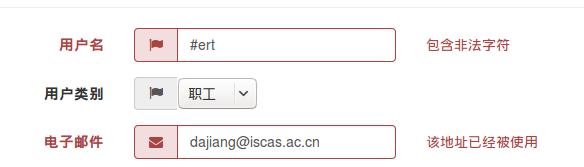 用户名 #ert 包含非法字符
用户类别 职工
电子邮件 dajiang@iscas.ac.cn 该地址已经被使用